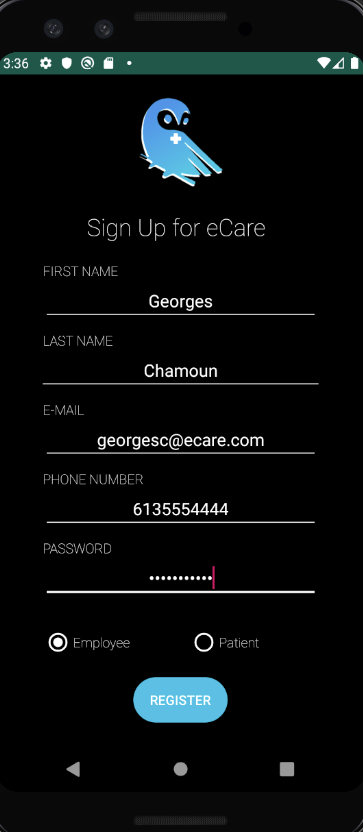 3:36
Sign Up for eCare
FIRST NAME
Georges
LAST NAME
Chamoun
E-MAIL
georgesc@ecare.com
PHONE NUMBER
6135554444
PASSWORD
•••••••••••
Employee Patient
REGISTER